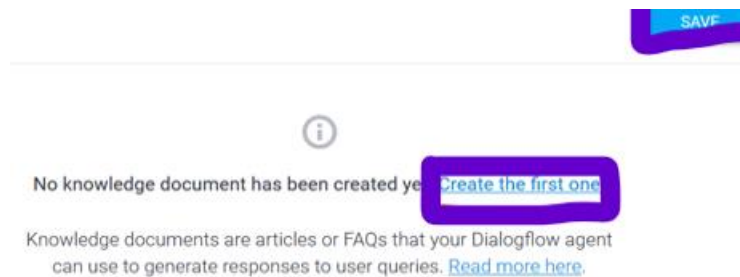 SAVE
No knowledge document has been created ye Create the first one
Knowledge documents are articles or FAQs that your Dialogflow agent
can use to generate responses to user queries. Read more here.